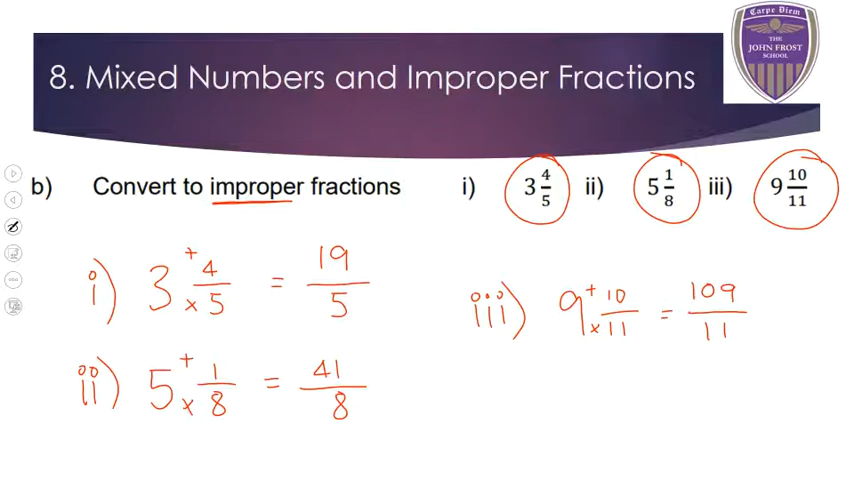 Carpe Diem
THE
JOHN FROST
SCHOOL
8. Mixed Numbers and Improper Fractions
b) Convert to improper fractions i) 3 4/5 ii) 5 1/8 iii) 9 10/11
i) 3 + 4/× 5 = 19/5
ii) 5 + 1/× 8 = 41/8
iii) 9 + 10/× 11 = 109/11